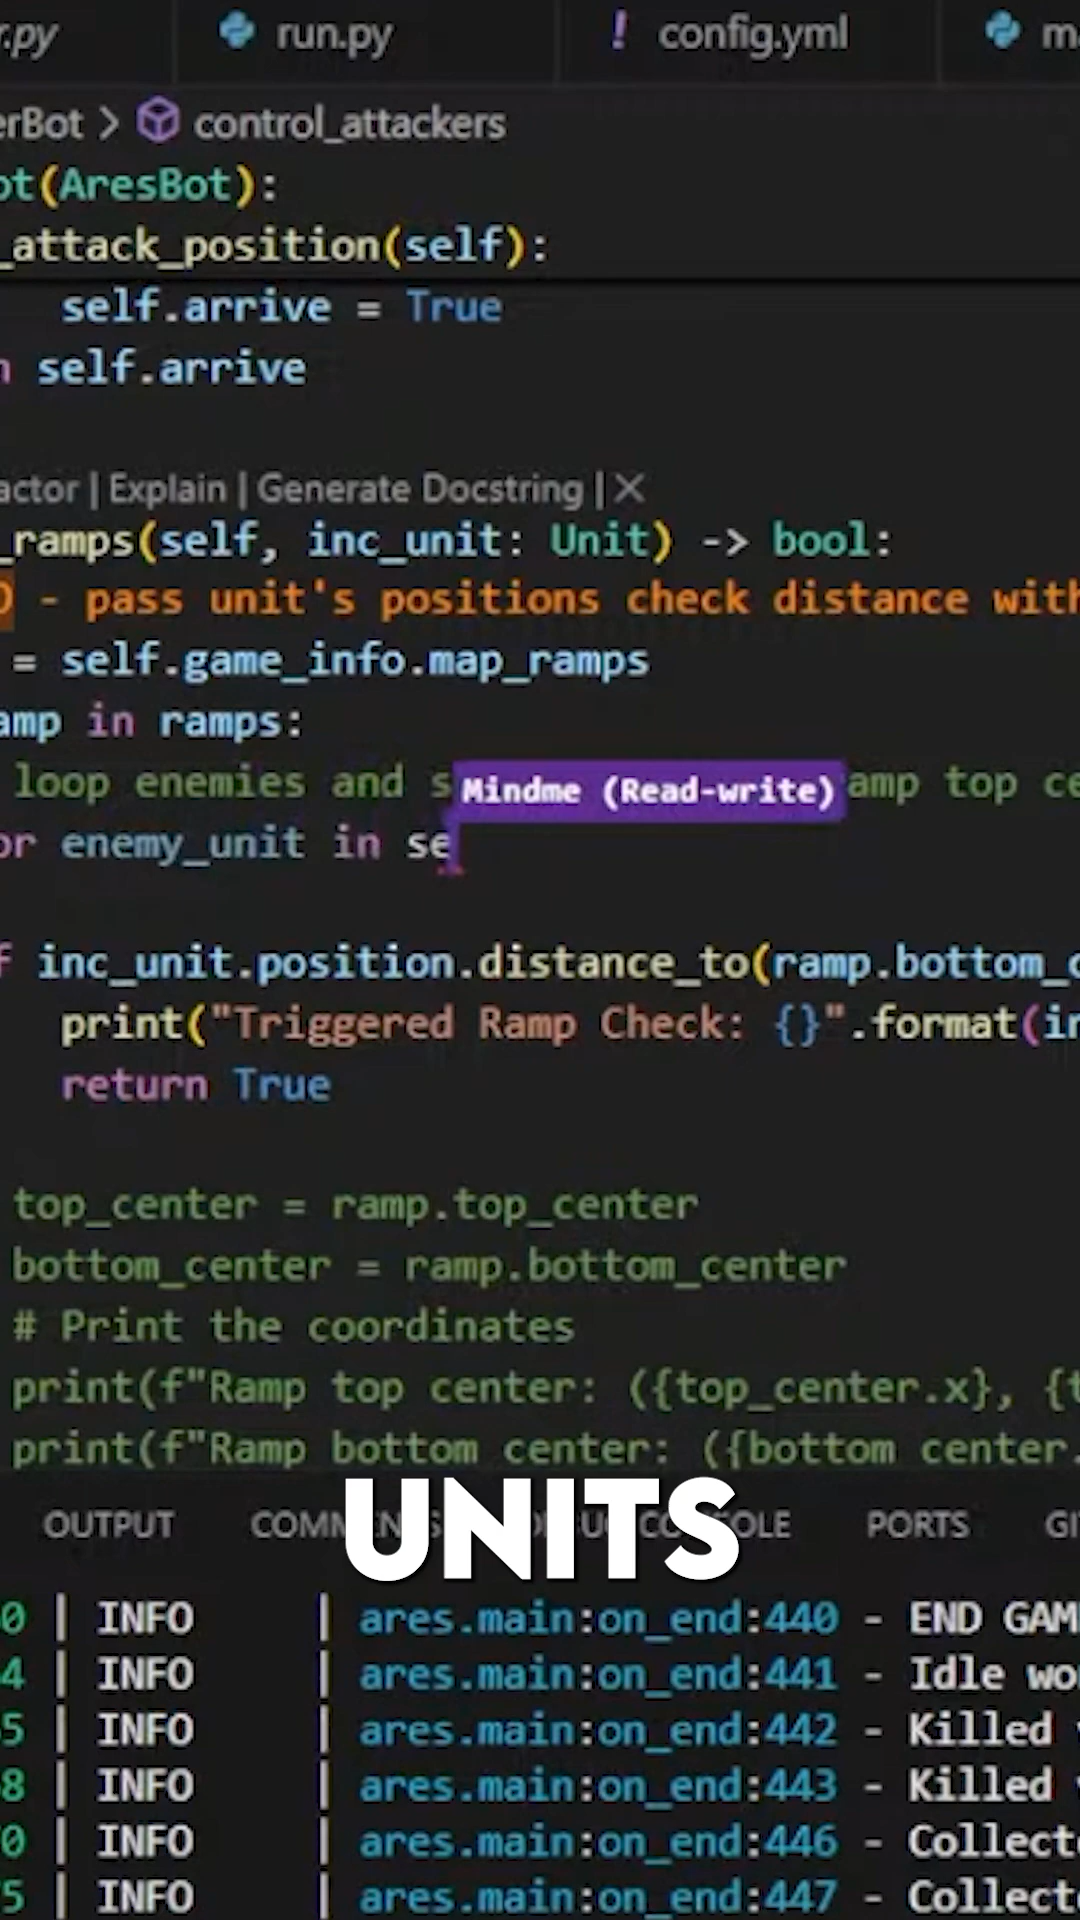 r.py run.py ! config.yml m
erBot > control_attackers
ot(AresBot):
_attack_position(self):
self.arrive = True
n self.arrive
actor | Explain | Generate Docstring | X
_ramps(self, inc_unit: Unit) -> bool:
O - pass unit's positions check distance with
= self.game_info.map_ramps
amp in ramps:
loop enemies and s Mindme (Read-write) amp top ce
or enemy_unit in se
f inc_unit.position.distance_to(ramp.bottom_c
print("Triggered Ramp Check: {}".format(in
return True
top_center = ramp.top_center
bottom_center = ramp.bottom_center
# Print the coordinates
print(f"Ramp top center: ({top_center.x}, {t
print(f"Ramp bottom center: ({bottom_center.
OUTPUT PORTS GI
UNITS
0 | INFO | ares.main:on_end:440 - END GAM
4 | INFO | ares.main:on_end:441 - Idle wo
5 | INFO | ares.main:on_end:442 - Killed
8 | INFO | ares.main:on_end:443 - Killed
0 | INFO | ares.main:on_end:446 - Collect
5 | INFO | ares.main:on_end:447 - Collect